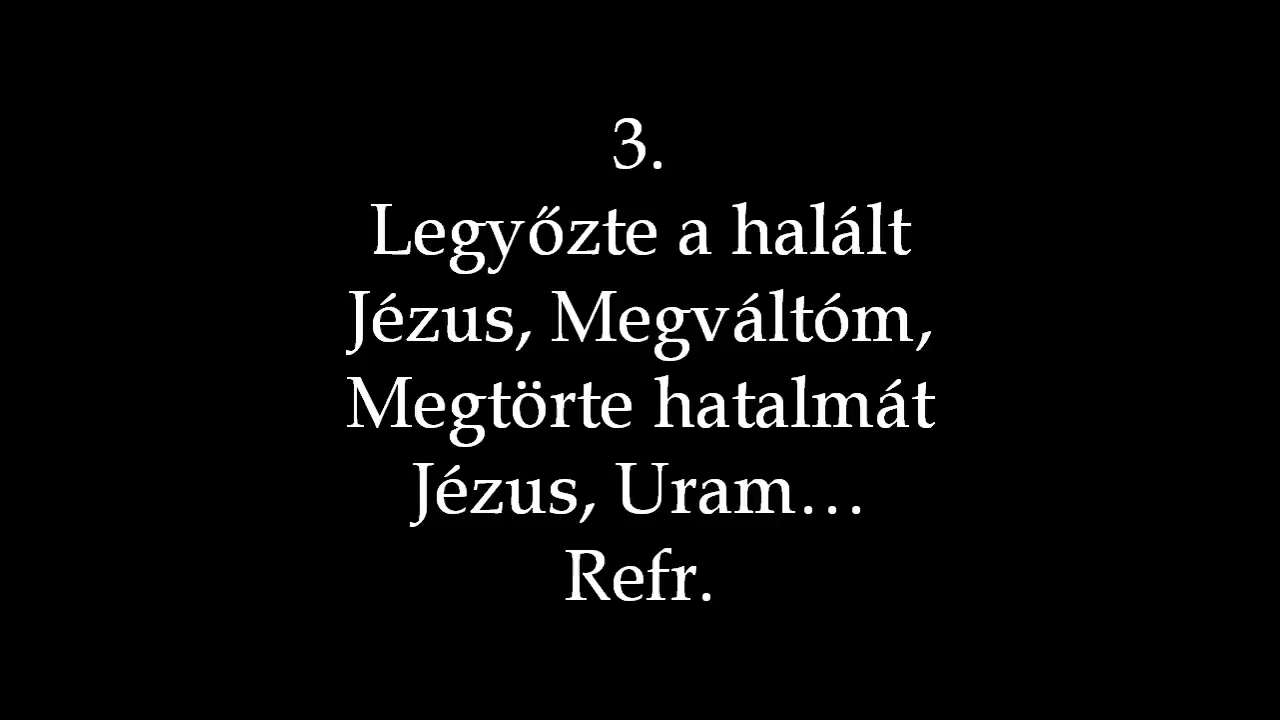 3.
Legyőzte a halált
Jézus, Megváltóm,
Megtörte hatalmát
Jézus, Uram…
Refr.